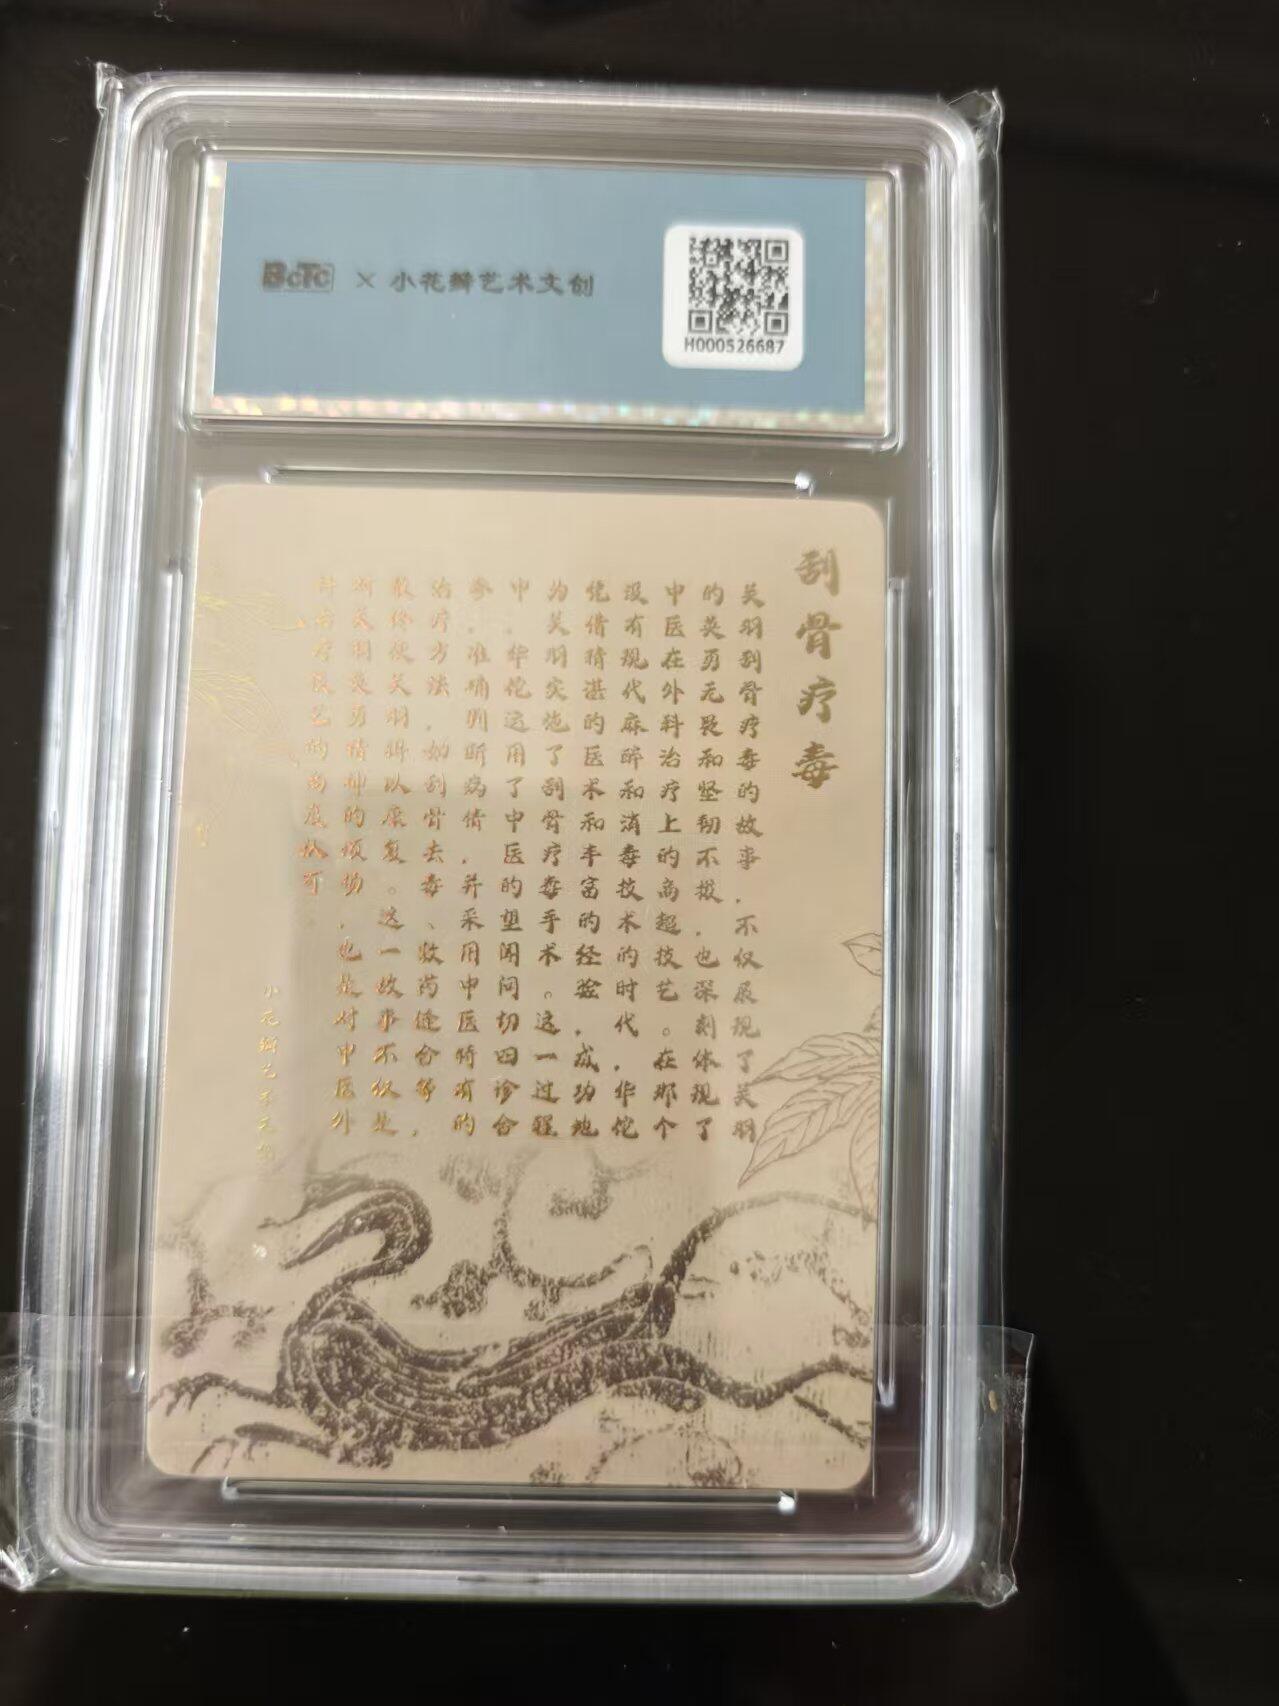 BCTC × 小花瓣艺术文创
H000526687
刮骨疗毒
关羽刮骨疗毒的故事，不仅展现了关羽
的英勇无畏和坚韧不拔，也深刻体现了
中医在外科治疗上的高超技艺。在那个
没有现代麻醉和消毒技术的时代，华佗
凭借精湛的医术和丰富的经验，成功地
为关羽实施了刮骨疗毒手术。这一过程
中，华佗运用了中医的望闻问切四诊合
参，准确判断病情，并采用中医特有的
治疗方法，如刮骨去毒、敷药缝合等，
最终使关羽得以康复。这一故事不仅是
对关羽英勇精神的颂扬，也是对中医外
科治疗技艺的高度认可。
小花瓣艺术文创